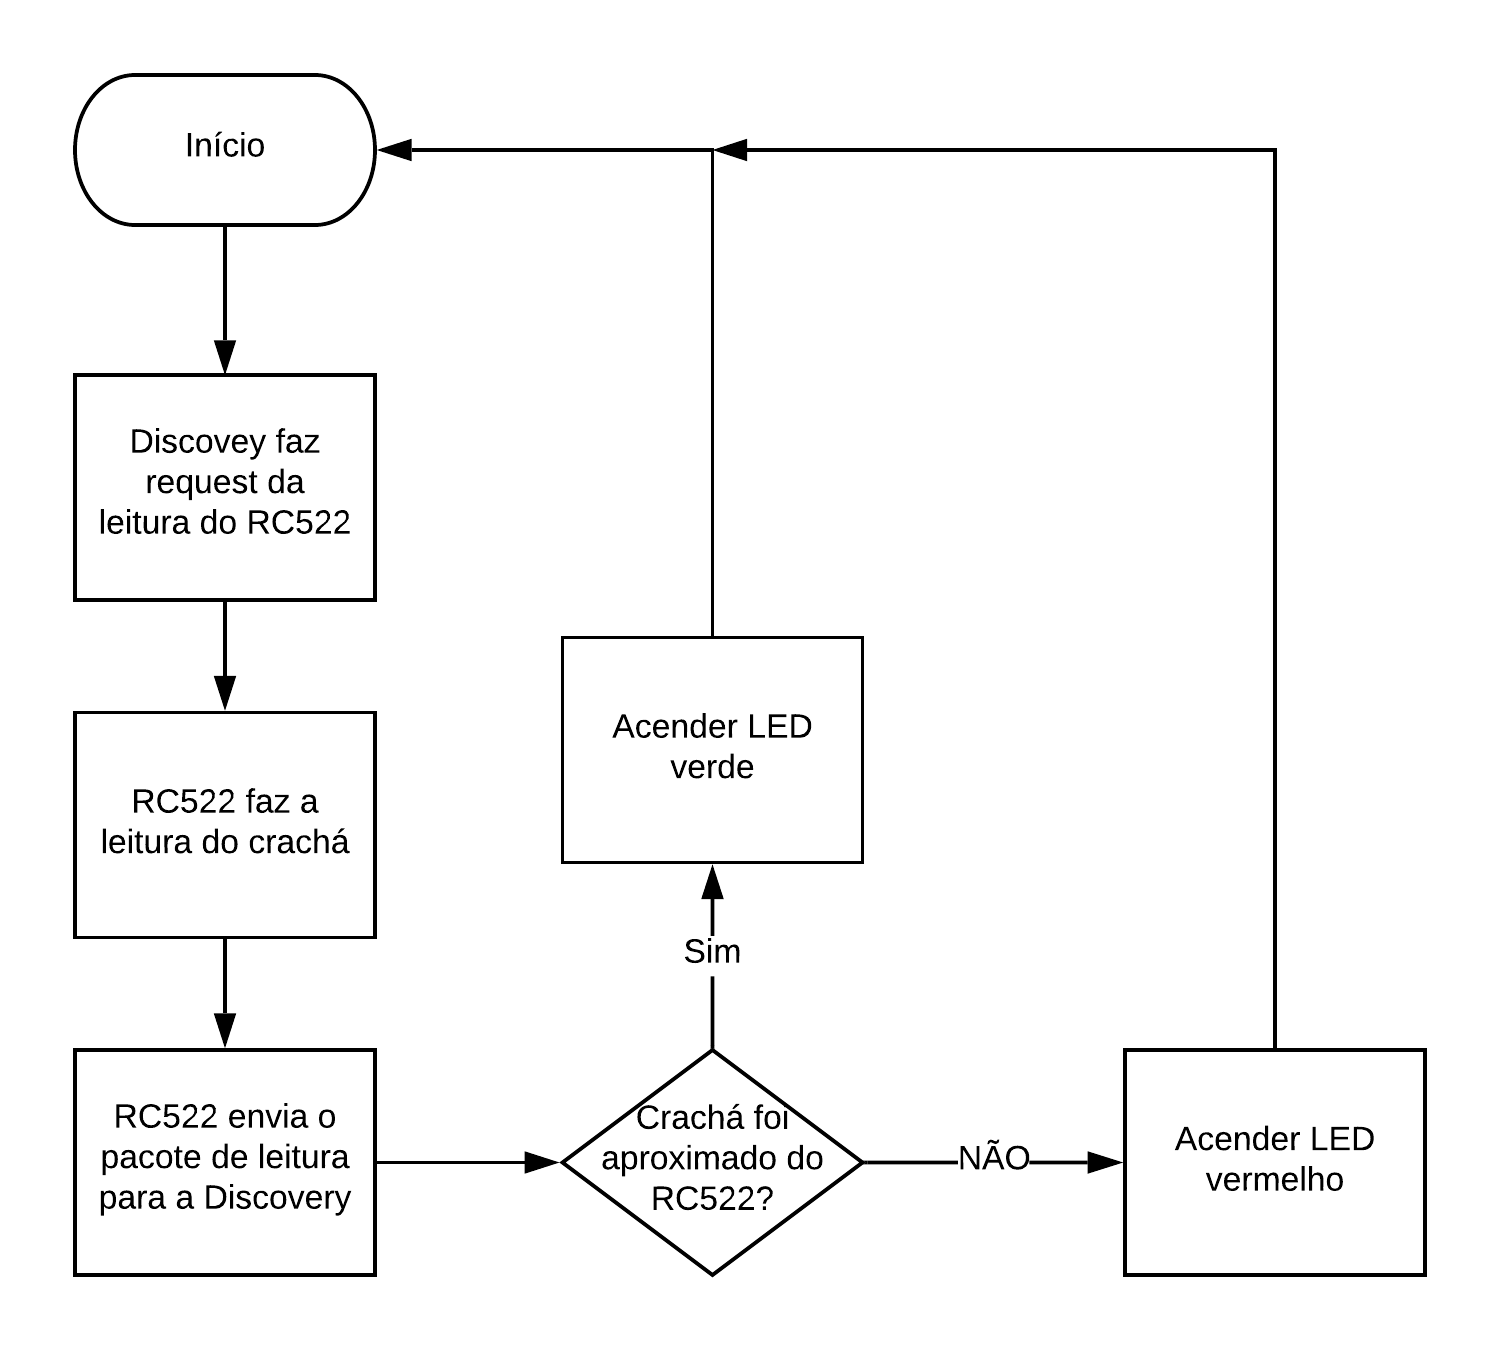 Início
Discovey faz
request da
leitura do RC522
RC522 faz a
leitura do crachá
RC522 envia o
pacote de leitura
para a Discovery
Crachá foi
aproximado do
RC522?
Sim
Acender LED
verde
NÃO
Acender LED
vermelho